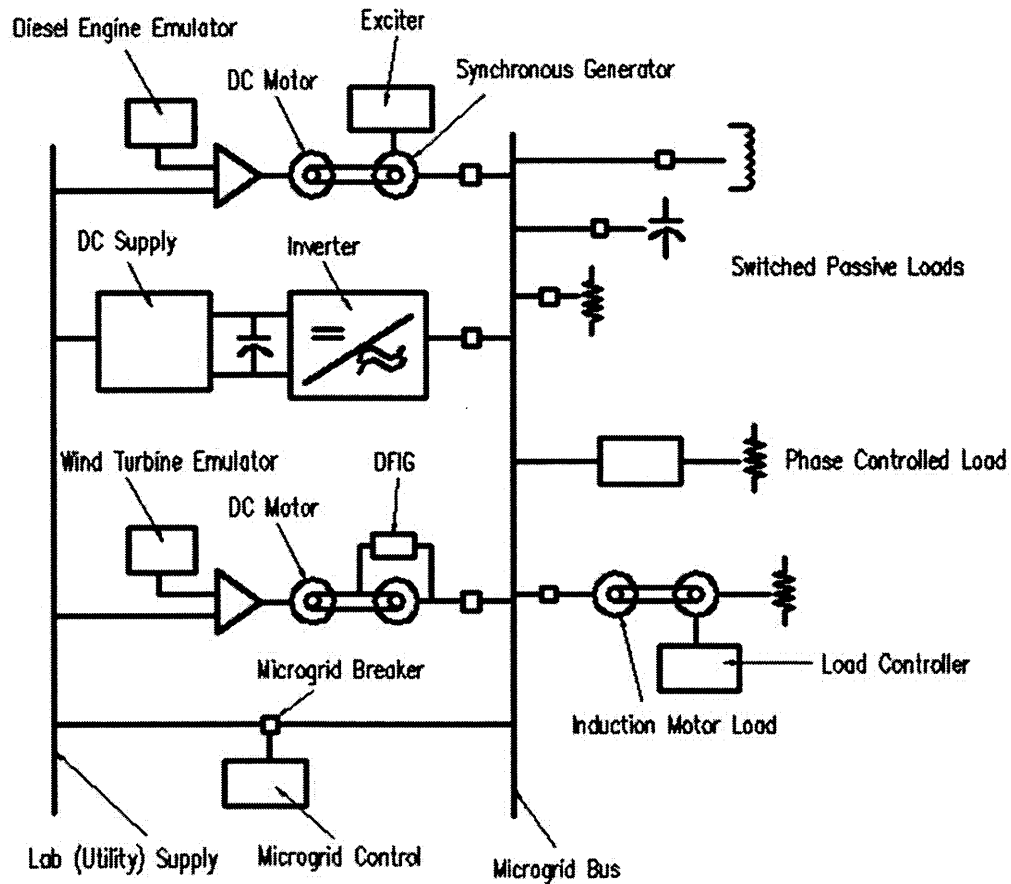 Diesel Engine Emulator
Exciter
DC Motor
Synchronous Generator
DC Supply
Inverter
Switched Passive Loads
Wind Turbine Emulator
DFIG
Phase Controlled Load
DC Motor
Microgrid Breaker
Load Controller
Induction Motor Load
Lab (Utility) Supply
Microgrid Control
Microgrid Bus